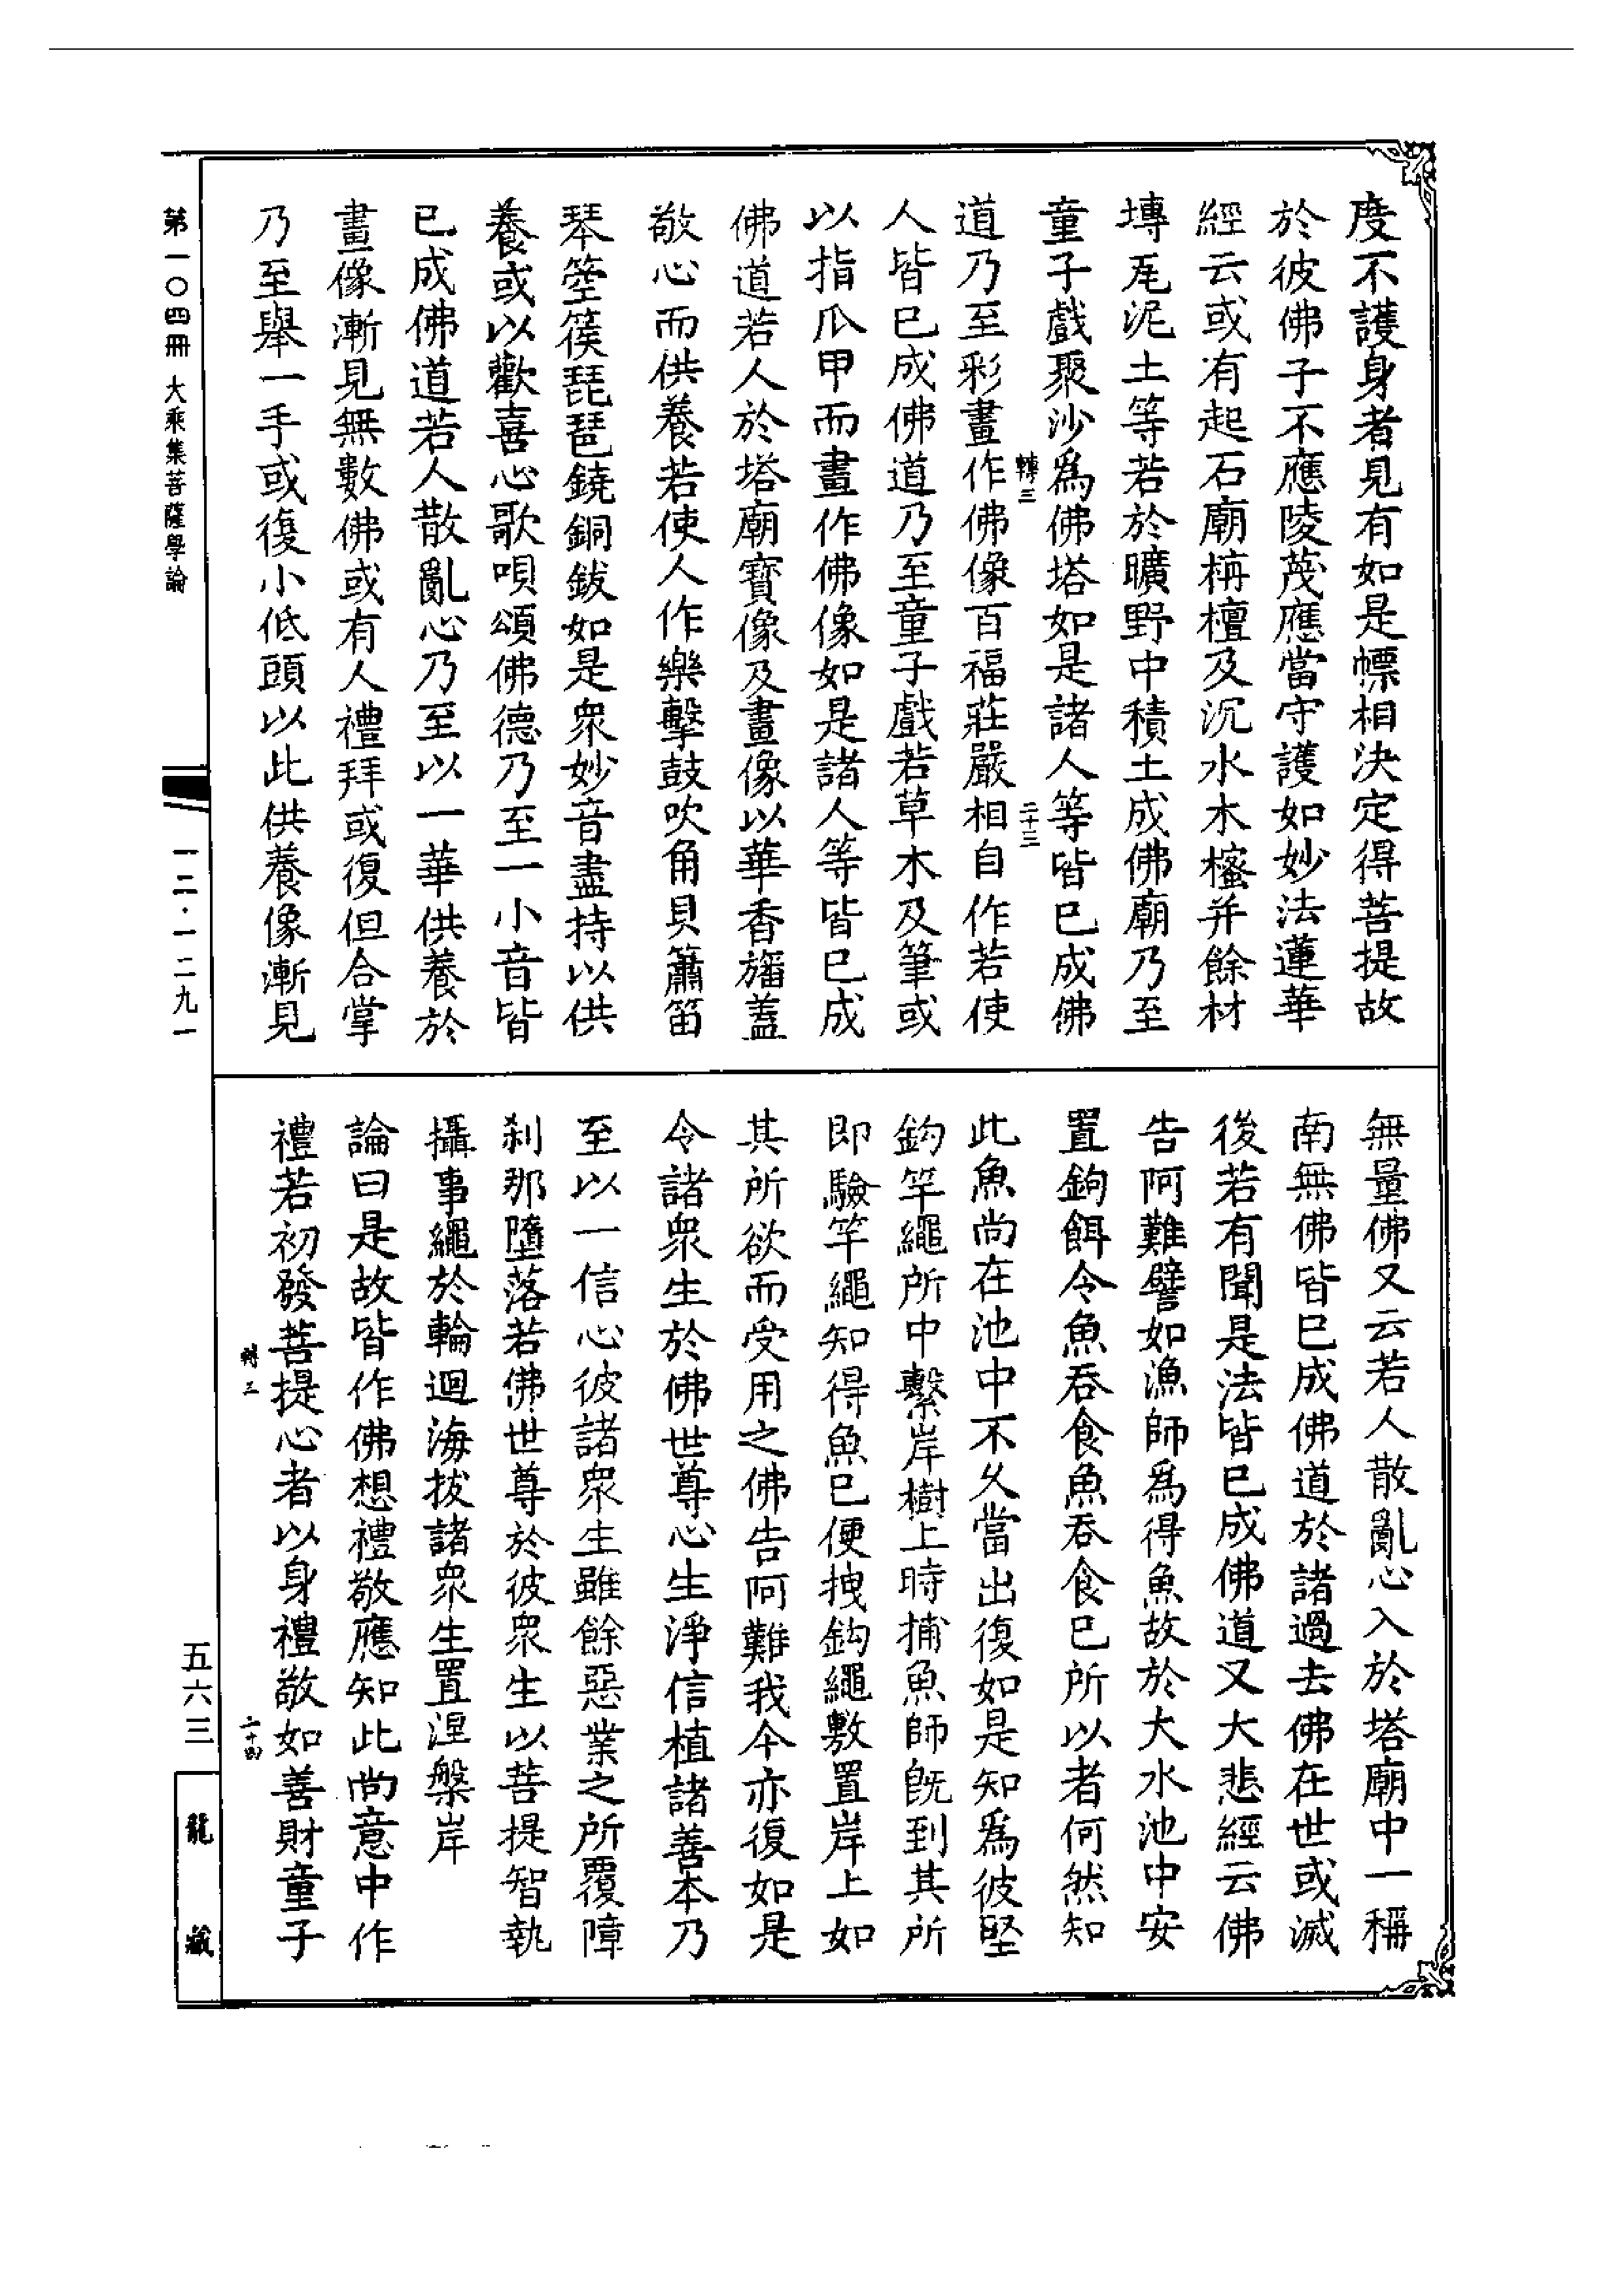 度不護身者見有如是幖相決定得菩提故
於彼佛子不應陵蔑應當守護如妙法蓮華
經云或有起石廟栴檀及沉水木櫁并餘材
塼瓦泥土等若於曠野中積土成佛廟乃至
童子戲聚沙爲佛塔如是諸人等皆已成佛
轉三
二十三
道乃至彩畫作佛像百福莊嚴相自作若使
人皆已成佛道乃至童子戲若草木及筆或
以指爪甲而畫作佛像如是諸人等皆已成
佛道若人於塔廟寶像及畫像以華香旛蓋
敬心而供養若使人作樂擊鼓吹角貝簫笛
琴箜篌琵琶鐃銅鈸如是眾妙音盡持以供
養或以歡喜心歌唄頌佛德乃至一小音皆
已成佛道若人散亂心乃至以一華供養於
畫像漸見無數佛或有人禮拜或復但合掌
乃至舉一手或復小低頭以此供養像漸見
無量佛又云若人散亂心入於塔廟中一稱
南無佛皆已成佛道於諸過去佛在世或滅
後若有聞是法皆已成佛道又大悲經云佛
告阿難譬如漁師爲得魚故於大水池中安
置鉤餌令魚吞食魚吞食已所以者何然知
此魚尚在池中不久當出復如是知爲彼堅
鈎竿繩所中繫岸樹上時捕魚師旣到其所
即驗竿繩知得魚已便拽鈎繩敷置岸上如
其所欲而受用之佛告阿難我今亦復如是
令諸眾生於佛世尊心生淨信植諸善本乃
至以一信心彼諸眾生雖餘惡業之所覆障
刹那墮落若佛世尊於彼眾生以菩提智執
攝事繩於輪迴海拔諸眾生置涅槃岸
論曰是故皆作佛想禮敬應知此尚意中作
禮若初發菩提心者以身禮敬如善財童子
轉三
二十四
第一〇四冊 大乘集菩薩學論
一二·一二九一
五六三
龍藏